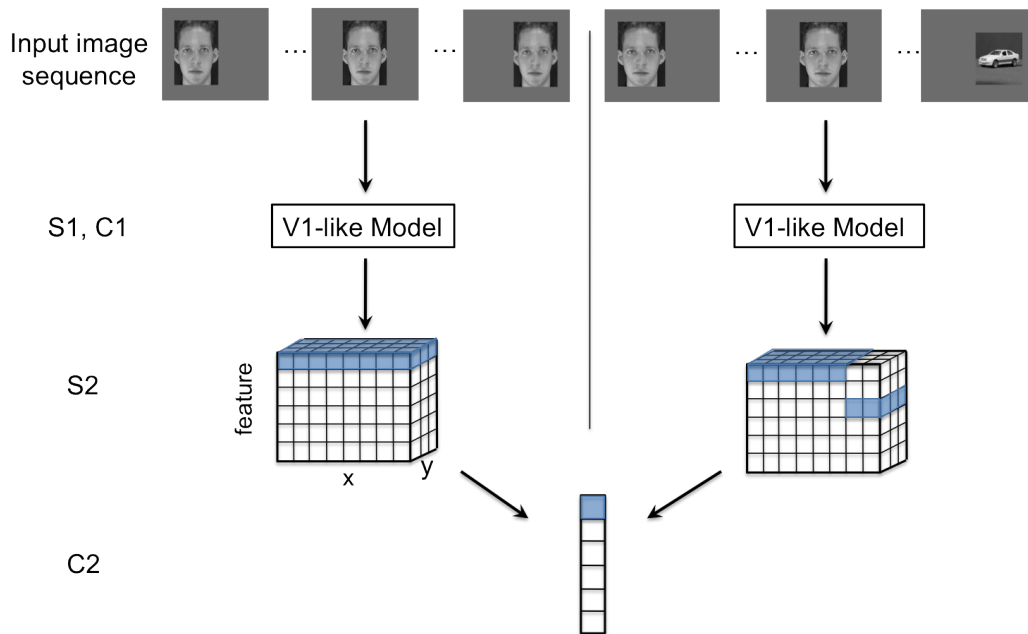 Input image
sequence
...
...
...
...
S1, C1
V1-like Model
V1-like Model
S2
feature
x
y
C2